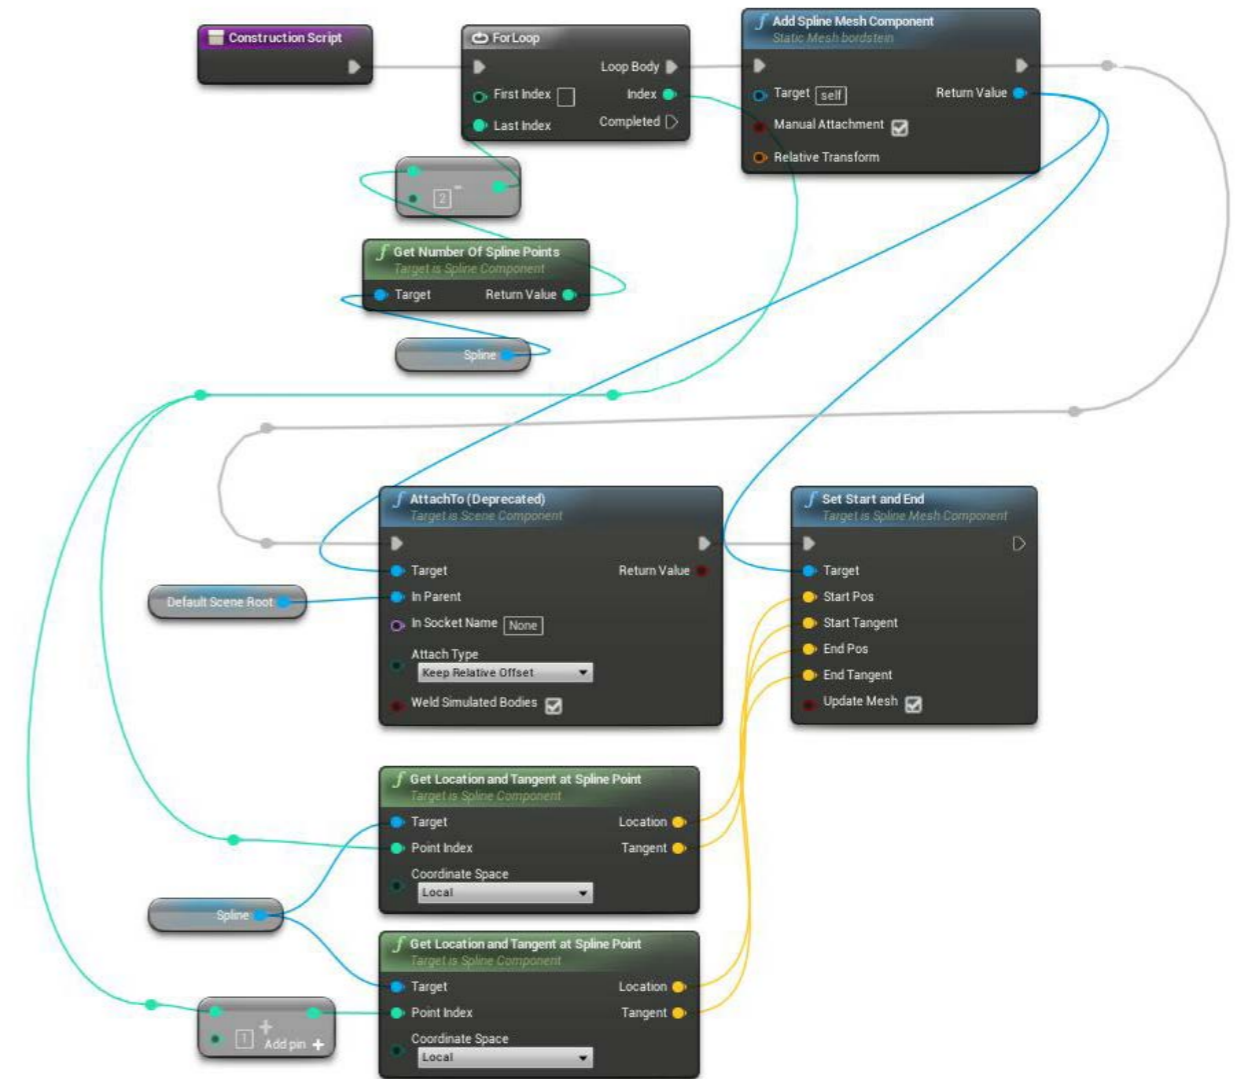 Construction Script
ForLoop
Loop Body
First Index
Index
Last Index
Completed
Add Spline Mesh Component
Static Mesh bordstein
Target self
Return Value
Manual Attachment
Relative Transform
-
2
Get Number Of Spline Points
Target is Spline Component
Target
Return Value
Spline
AttachTo (Deprecated)
Target is Scene Component
Target
Return Value
In Parent
In Socket Name None
Attach Type
Keep Relative Offset
Weld Simulated Bodies
Default Scene Root
Set Start and End
Target is Spline Mesh Component
Target
Start Pos
Start Tangent
End Pos
End Tangent
Update Mesh
Get Location and Tangent at Spline Point
Target is Spline Component
Target
Location
Point Index
Tangent
Coordinate Space
Local
Spline
Get Location and Tangent at Spline Point
Target is Spline Component
Target
Location
Point Index
Tangent
Coordinate Space
Local
+
1
Add pin +